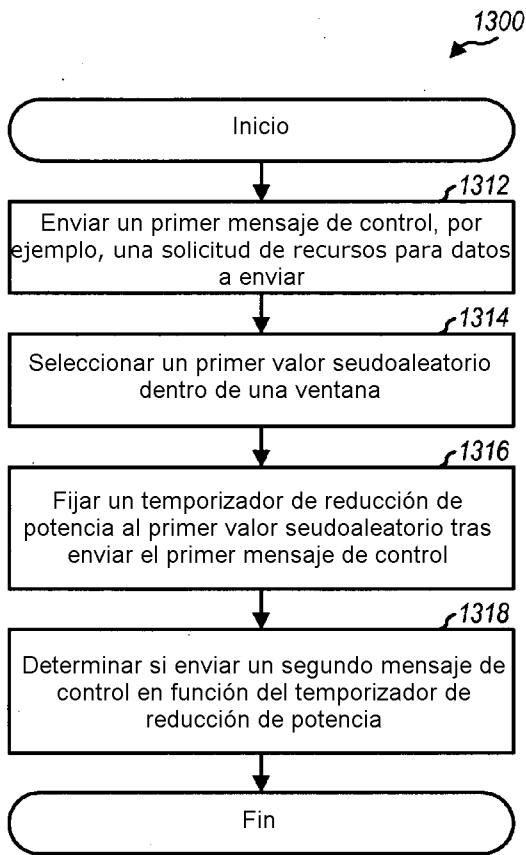 1300
Inicio
1312
Enviar un primer mensaje de control, por
ejemplo, una solicitud de recursos para datos
a enviar
1314
Seleccionar un primer valor seudoaleatorio
dentro de una ventana
1316
Fijar un temporizador de reducción de
potencia al primer valor seudoaleatorio tras
enviar el primer mensaje de control
1318
Determinar si enviar un segundo mensaje de
control en función del temporizador de
reducción de potencia
Fin